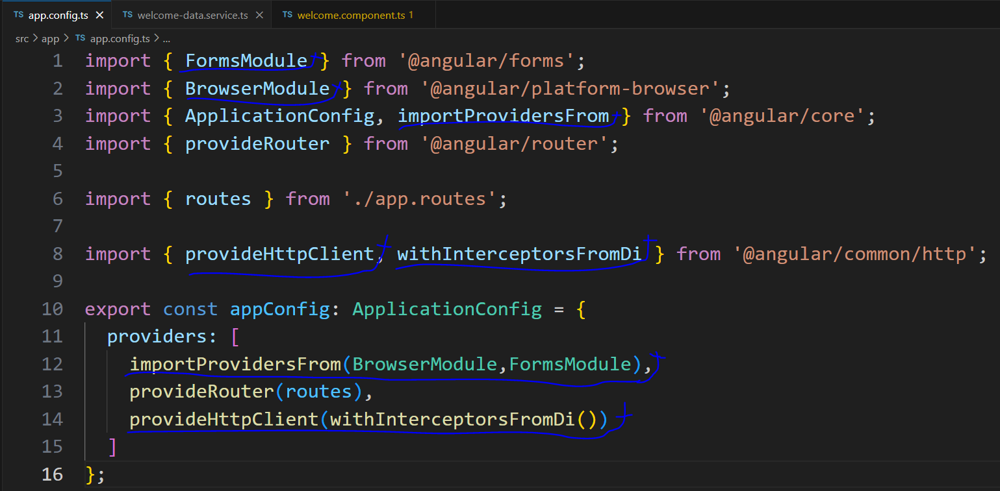 TS app.config.ts × TS welcome-data.service.ts × TS welcome.component.ts 1
src > app > TS app.config.ts > ...
1 import { FormsModule } from '@angular/forms';
2 import { BrowserModule } from '@angular/platform-browser';
3 import { ApplicationConfig, importProvidersFrom } from '@angular/core';
4 import { provideRouter } from '@angular/router';
5
6 import { routes } from './app.routes';
7
8 import { provideHttpClient, withInterceptorsFromDi } from '@angular/common/http';
9
10 export const appConfig: ApplicationConfig = {
11 providers: [
12 importProvidersFrom(BrowserModule,FormsModule),
13 provideRouter(routes),
14 provideHttpClient(withInterceptorsFromDi())
15 ]
16 };